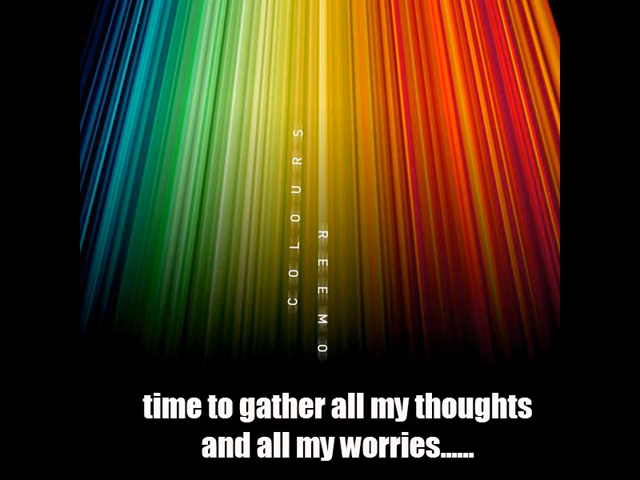 COLOURS
REEMO
time to gather all my thoughts
and all my worries......